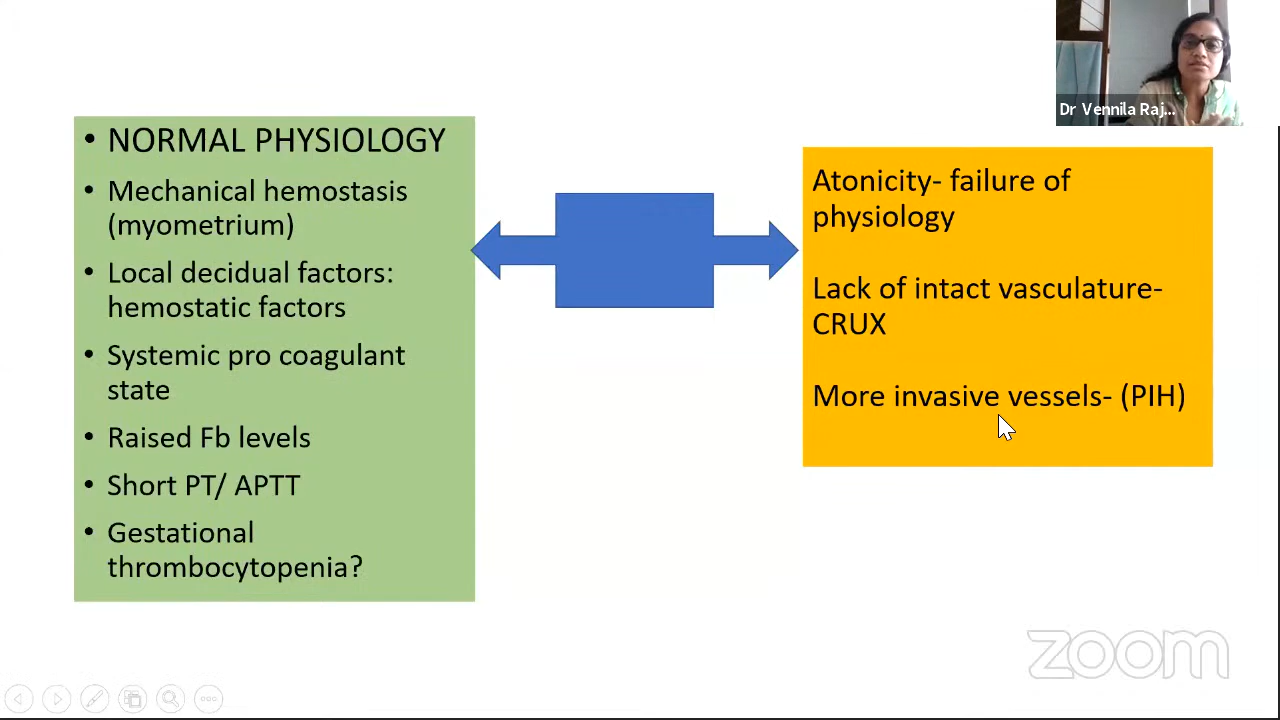 Dr Vennila Raj...
• NORMAL PHYSIOLOGY
• Mechanical hemostasis
(myometrium)
• Local decidual factors:
hemostatic factors
• Systemic pro coagulant
state
• Raised Fb levels
• Short PT/ APTT
• Gestational
thrombocytopenia?
Atonicity- failure of
physiology
Lack of intact vasculature-
CRUX
More invasive vessels- (PIH)
zoom